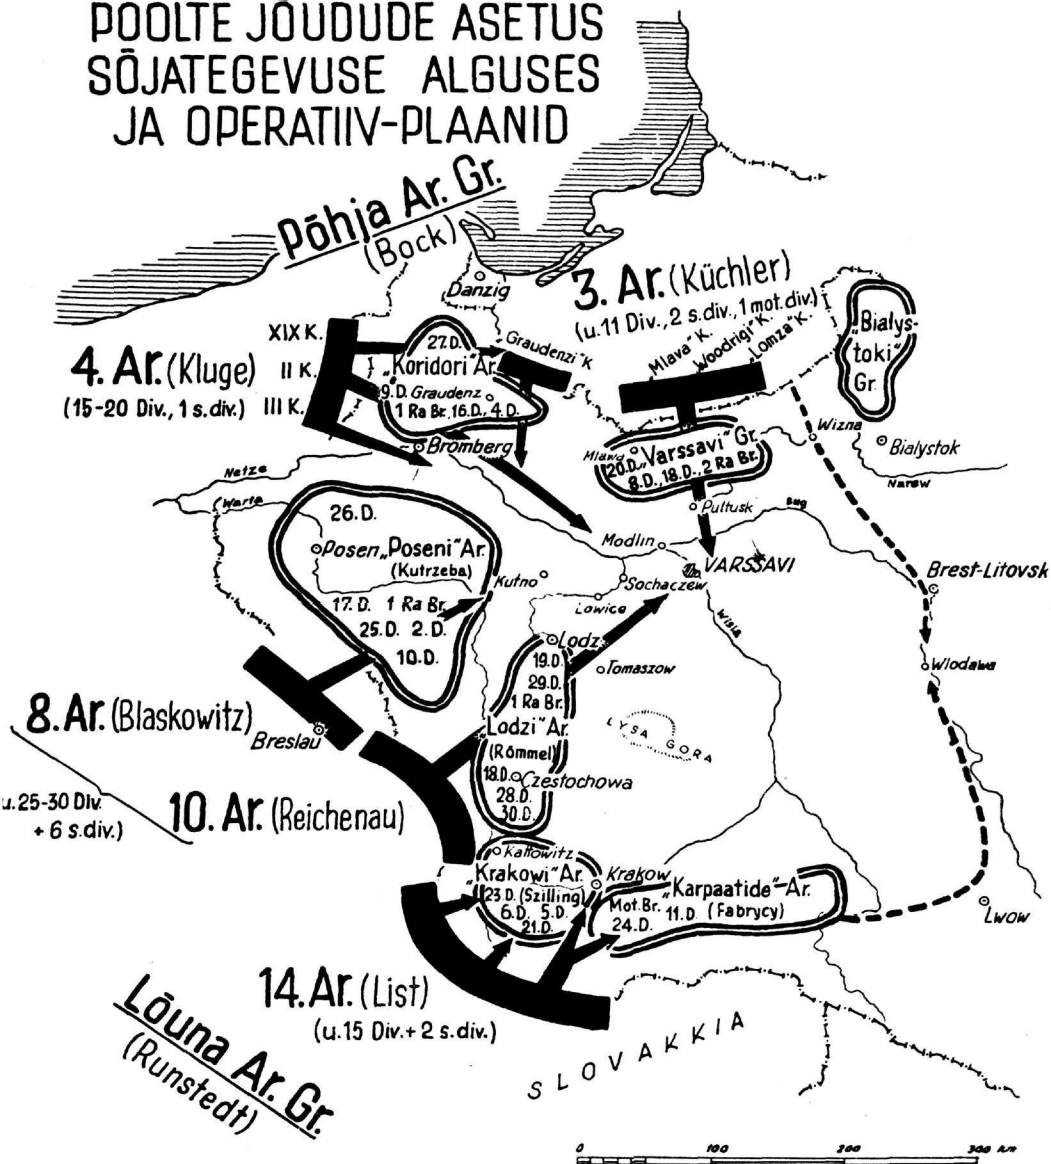 POOLTE JÕUDUDE ASETUS
SÕJATEGEVUSE ALGUSES
JA OPERATIIV-PLAANID
Põhja Ar. Gr.
(Bock)
Danzig
3. Ar. (Küchler)
(u.11 Div., 2 s.div., 1 mot.div.)
Mlava" K.
Woodrigi" K.
Lomza" K.
"Bialys-
toki"
Gr.
XIX K.
II K.
III K.
4. Ar. (Kluge)
(15-20 Div., 1 s.div.)
Graudenzi" K
27. D.
"Koridori" Ar.
9. D. Graudenz
1 Ra Br., 16. D., 4. D.
Bromberg
Mlawa
"Varssavi" Gr.
20. D.
8. D., 18. D., 2 Ra Br.
Wizna
Bialystok
Narew
Netze
Warta
Pultusk
Bug
Modlin
VARSSAVI
26. D.
Posen "Poseni" Ar.
(Kutrzeba)
17. D. 1 Ra Br.
25. D. 2. D.
10. D.
Kutno
Sochaczew
Lowicz
Wisla
Brest-Litovsk
Wlodawa
Lodz
19. D.
29. D.
1 Ra Br.
Lodzi" Ar.
(Römmel)
18. D. Czestochowa
28. D.
30. D.
Tomaszow
LYSA GORA
8. Ar. (Blaskowitz)
Breslau
10. Ar. (Reichenau)
u. 25-30 Div.
+ 6 s.div.)
Kattowitz
"Krakowi" Ar.
23. D. (Szilling)
6. D. 5. D.
21. D.
Krakow
"Karpaatide" Ar.
Mot. Br. 11. D. (Fabrycy)
24. D.
Lwow
14. Ar. (List)
(u.15 Div. + 2 s.div.)
Lõuna Ar. Gr.
(Runstedt)
SLOVAKKIA
0 100 200 300 km